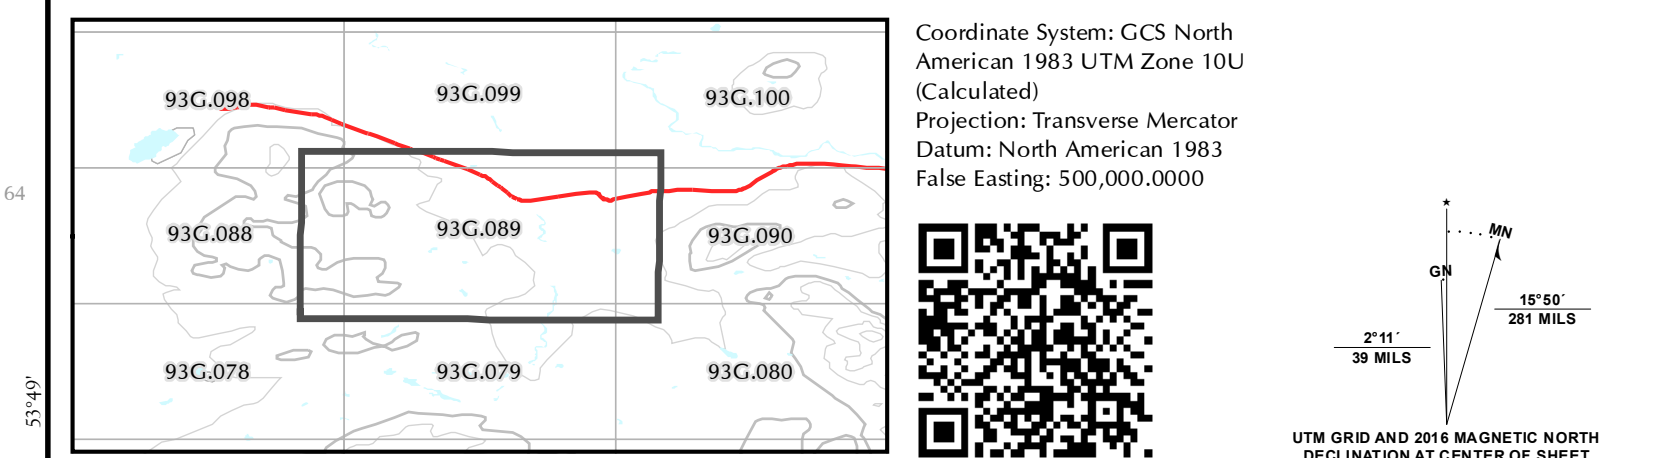 64
53°49'
93G.098
93G.099
93G.100
93G.088
93G.089
93G.090
93G.078
93G.079
93G.080
Coordinate System: GCS North
American 1983 UTM Zone 10U
(Calculated)
Projection: Transverse Mercator
Datum: North American 1983
False Easting: 500,000.0000
MN
GN
15°50´
281 MILS
2°11´
39 MILS
UTM GRID AND 2016 MAGNETIC NORTH
DECLINATION AT CENTER OF SHEET